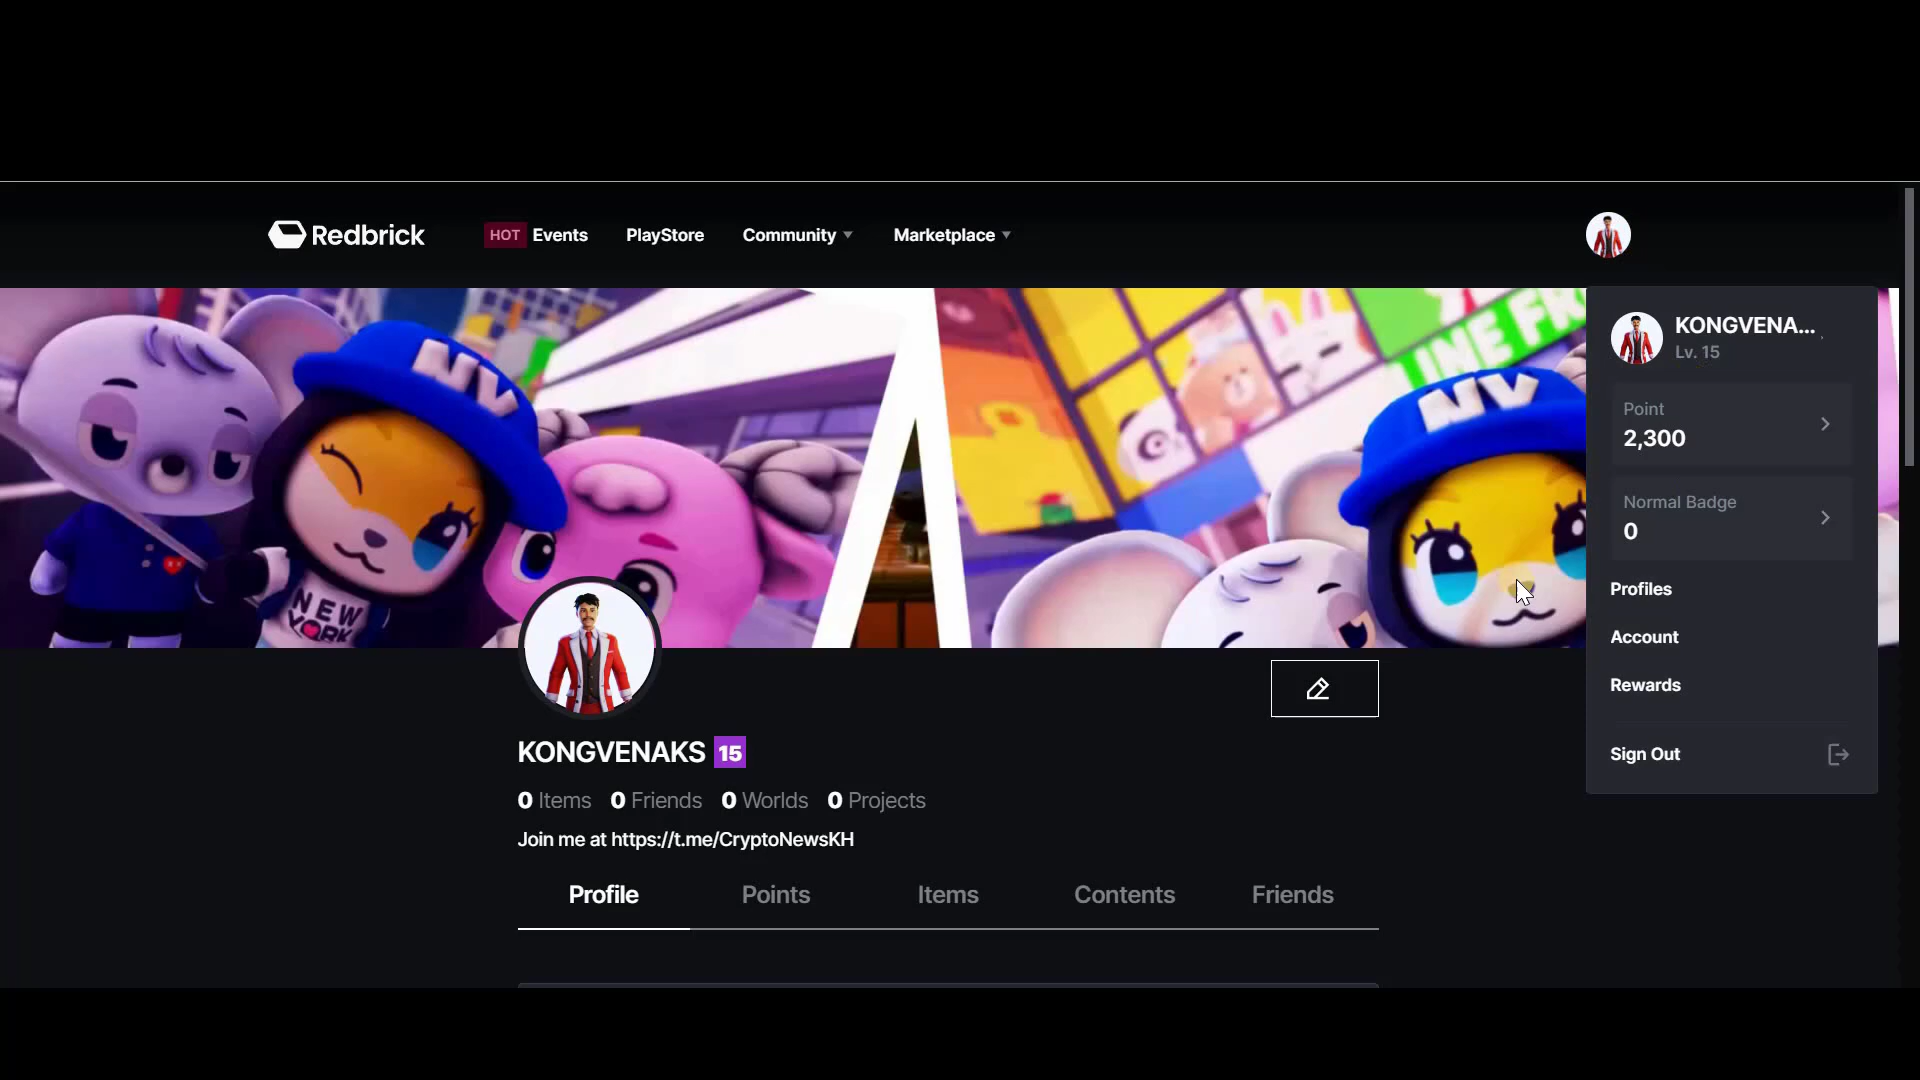 Redbrick
HOT Events
PlayStore
Community
Marketplace
NV
NEW
YORK
NV
KONGVENA...
Lv. 15
Point
2,300
Normal Badge
0
Profiles
Account
Rewards
Sign Out
KONGVENAKS 15
0 Items 0 Friends 0 Worlds 0 Projects
Join me at https://t.me/CryptoNewsKH
Profile Points Items Contents Friends